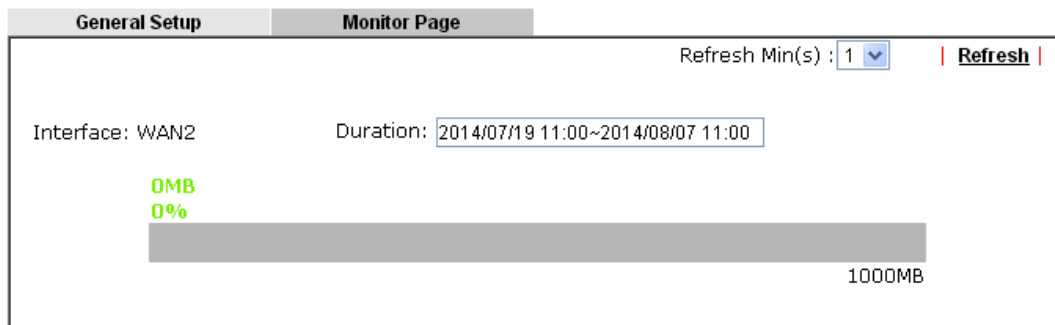 General Setup Monitor Page
Refresh Min(s) : 1 | Refresh |
Interface: WAN2 Duration: 2014/07/19 11:00~2014/08/07 11:00
0MB
0%
1000MB